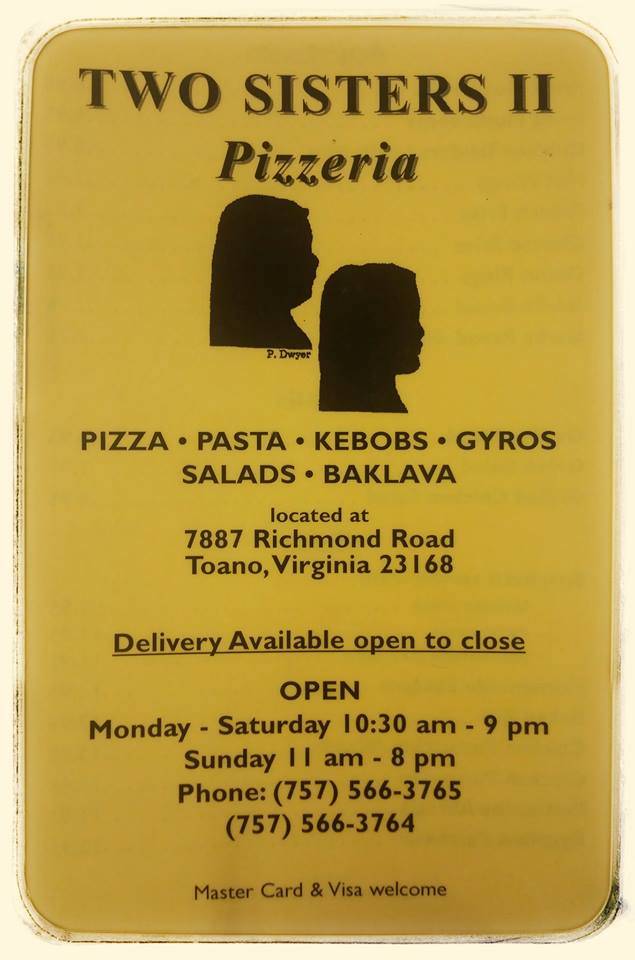 TWO SISTERS II
Pizzeria
P. Dwyer
PIZZA • PASTA • KEBOBS • GYROS
SALADS • BAKLAVA
located at
7887 Richmond Road
Toano, Virginia 23168
Delivery Available open to close
OPEN
Monday - Saturday 10:30 am - 9 pm
Sunday 11 am - 8 pm
Phone: (757) 566-3765
(757) 566-3764
Master Card & Visa welcome